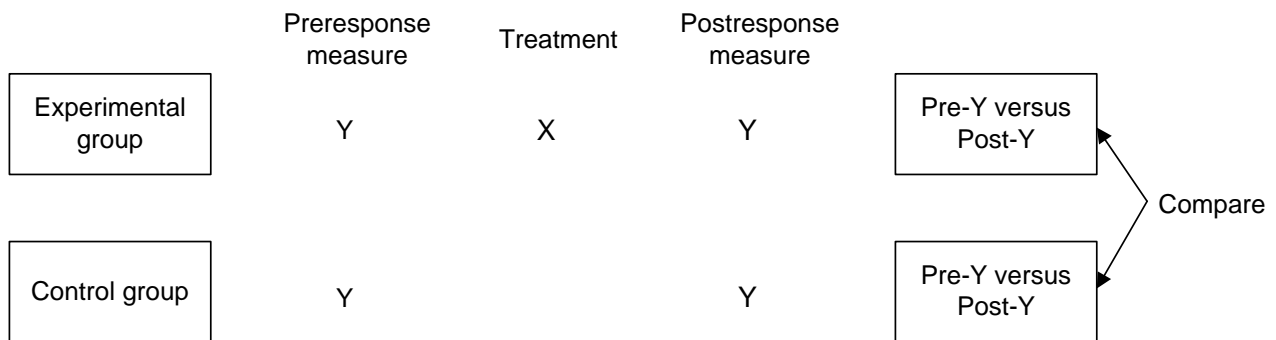 Preresponse
measure
Treatment
Postresponse
measure
Experimental
group
Y
X
Y
Pre-Y versus
Post-Y
Compare
Control group
Y
Y
Pre-Y versus
Post-Y